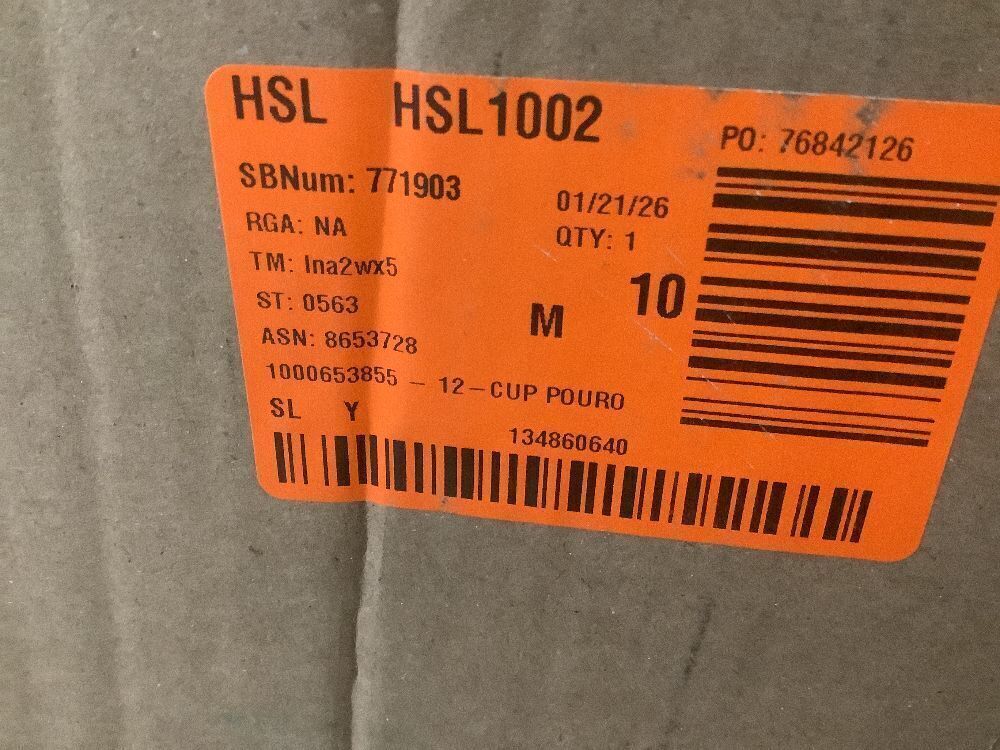 HSL HSL1002
PO: 76842126
SBNum: 771903
01/21/26
RGA: NA
QTY: 1
TM: lna2wx5
10
ST: 0563
M
ASN: 8653728
1000653855 - 12-CUP POURO
SL Y
134860640